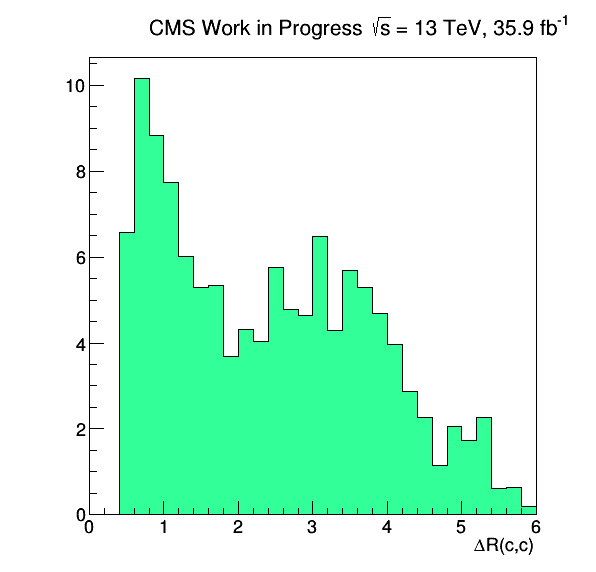 CMS Work in Progress √s = 13 TeV, 35.9 fb⁻¹
10
8
6
4
2
0
0 1 2 3 4 5 6
ΔR(c,c)